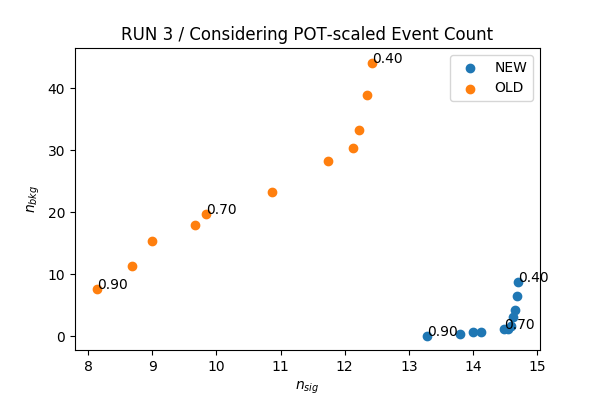 RUN 3 / Considering POT-scaled Event Count
0.40
NEW
OLD
40
30
n_bkg
20
0.70
10
0.90
0.40
0.70
0.90
0
8 9 10 11 12 13 14 15
n_sig